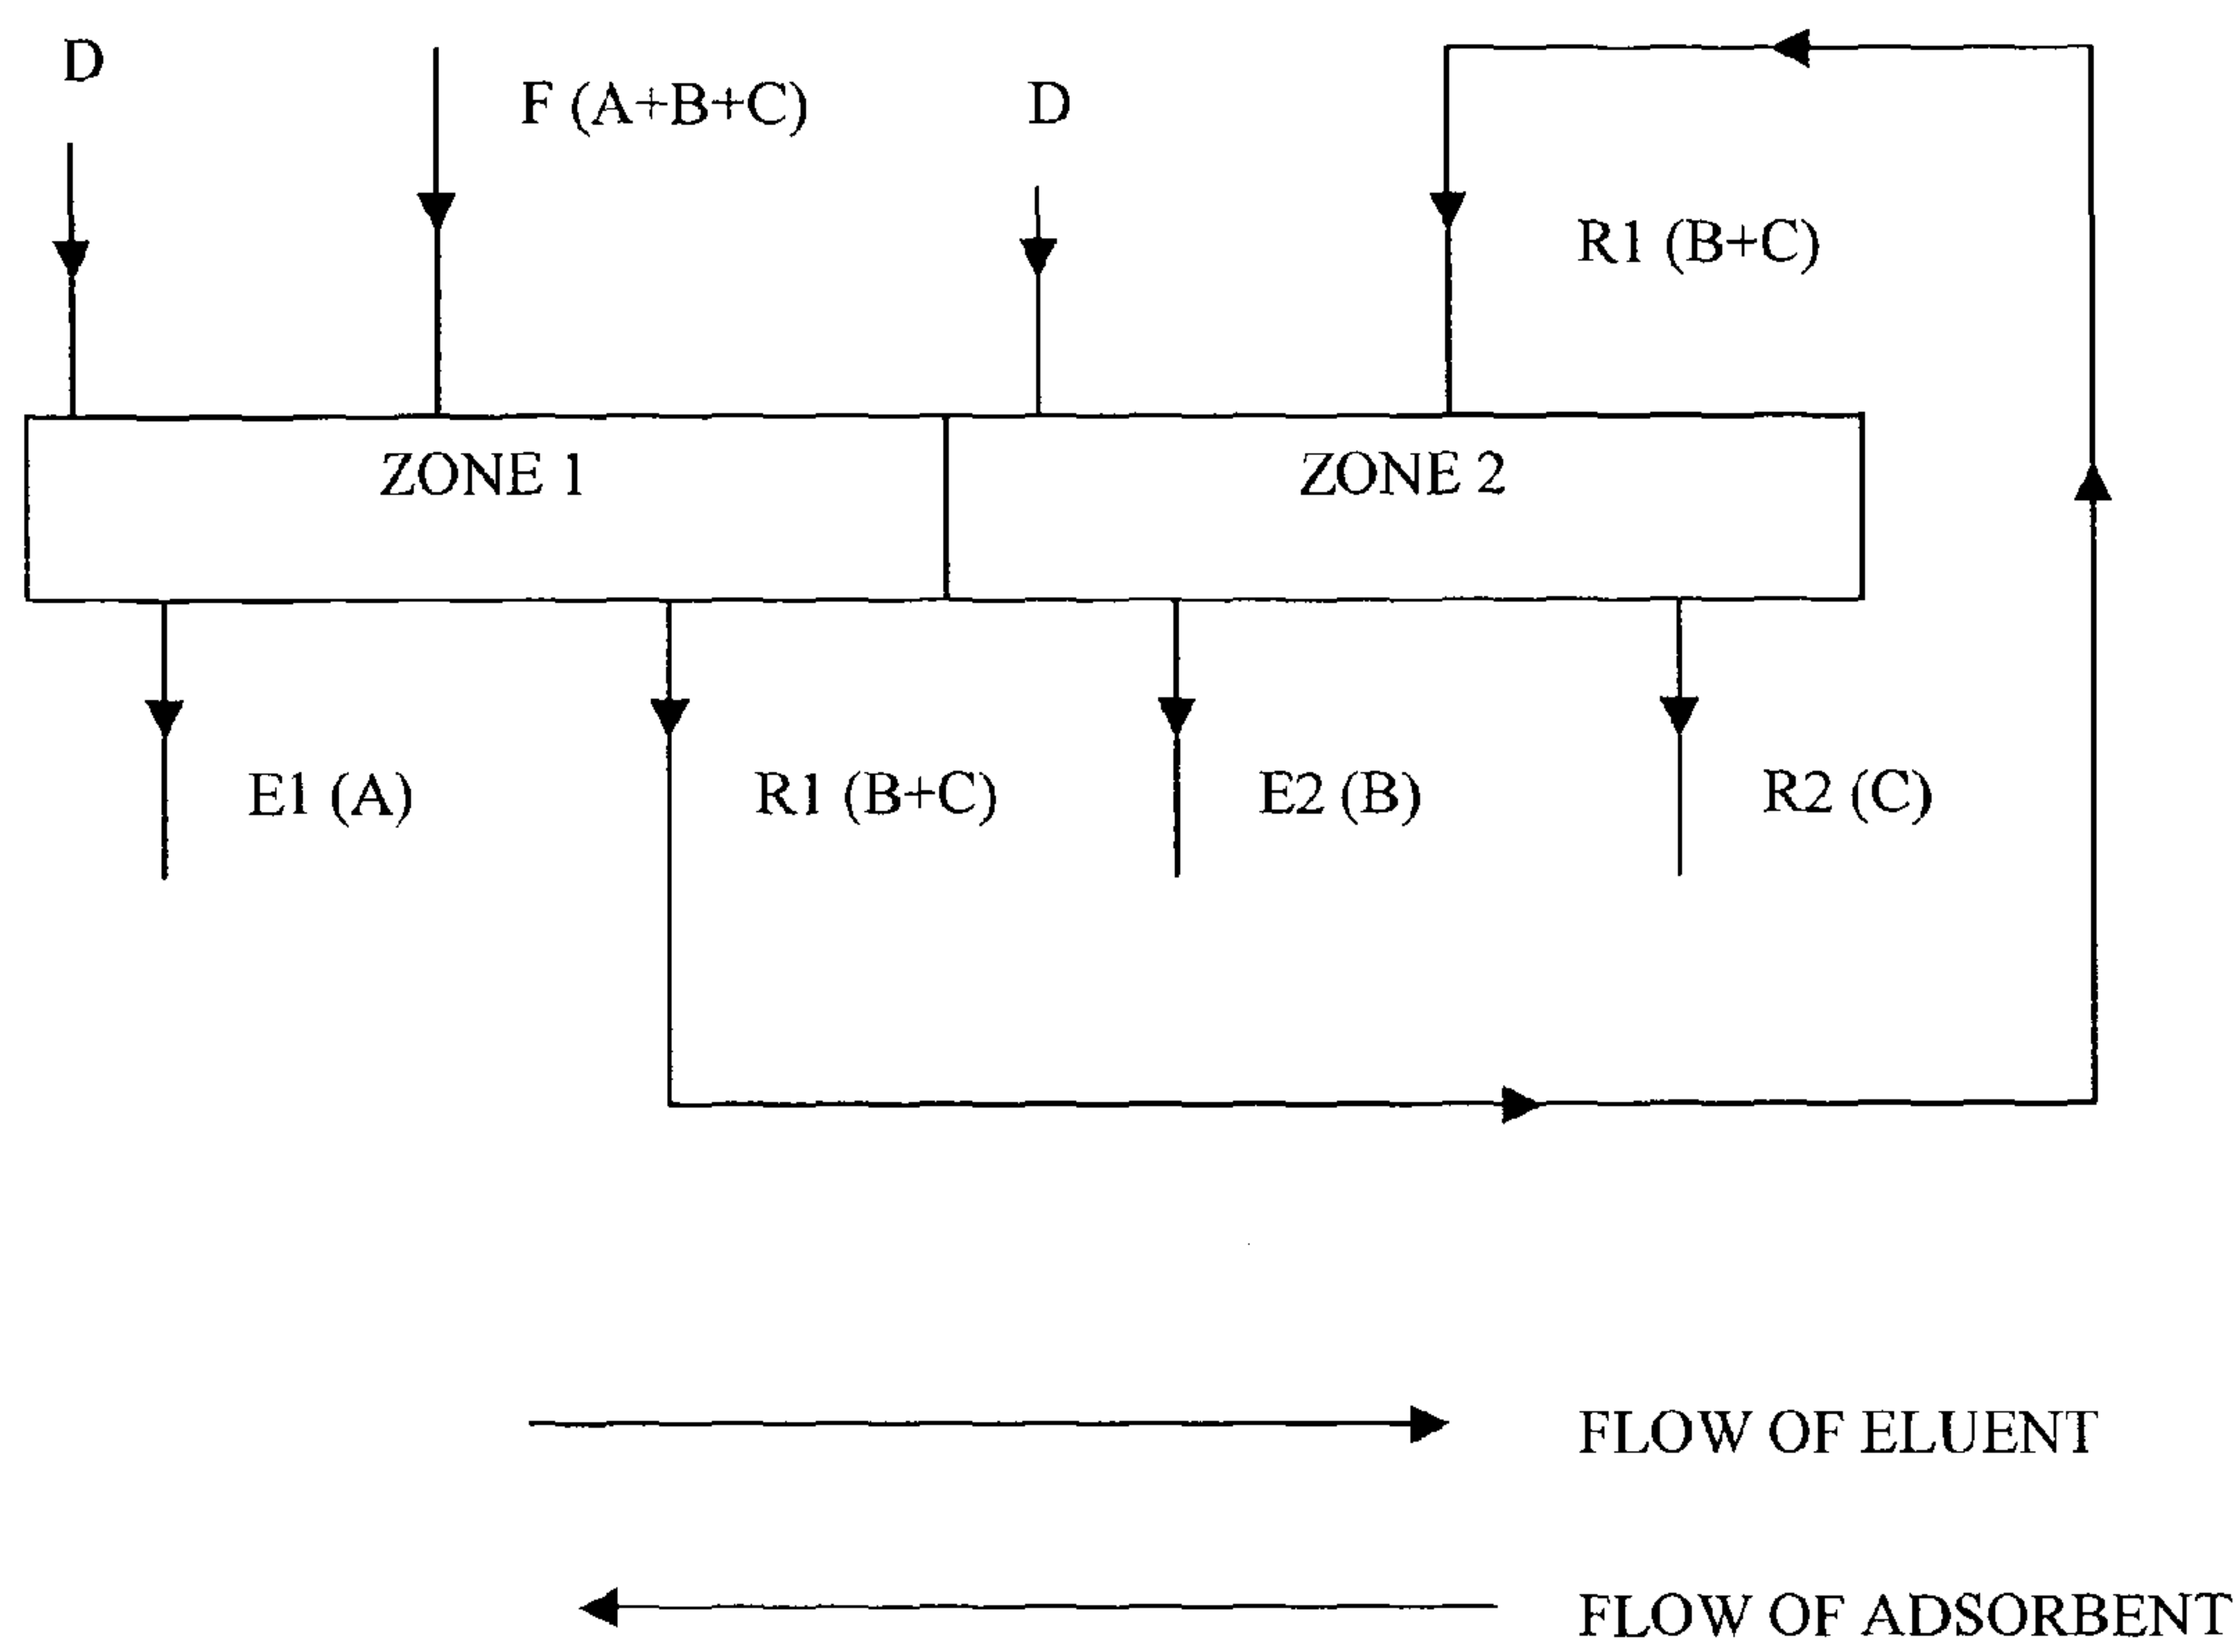 D
F (A+B+C)
D
R1 (B+C)
ZONE 1
ZONE 2
E1 (A)
R1 (B+C)
E2 (B)
R2 (C)
FLOW OF ELUENT
FLOW OF ADSORBENT